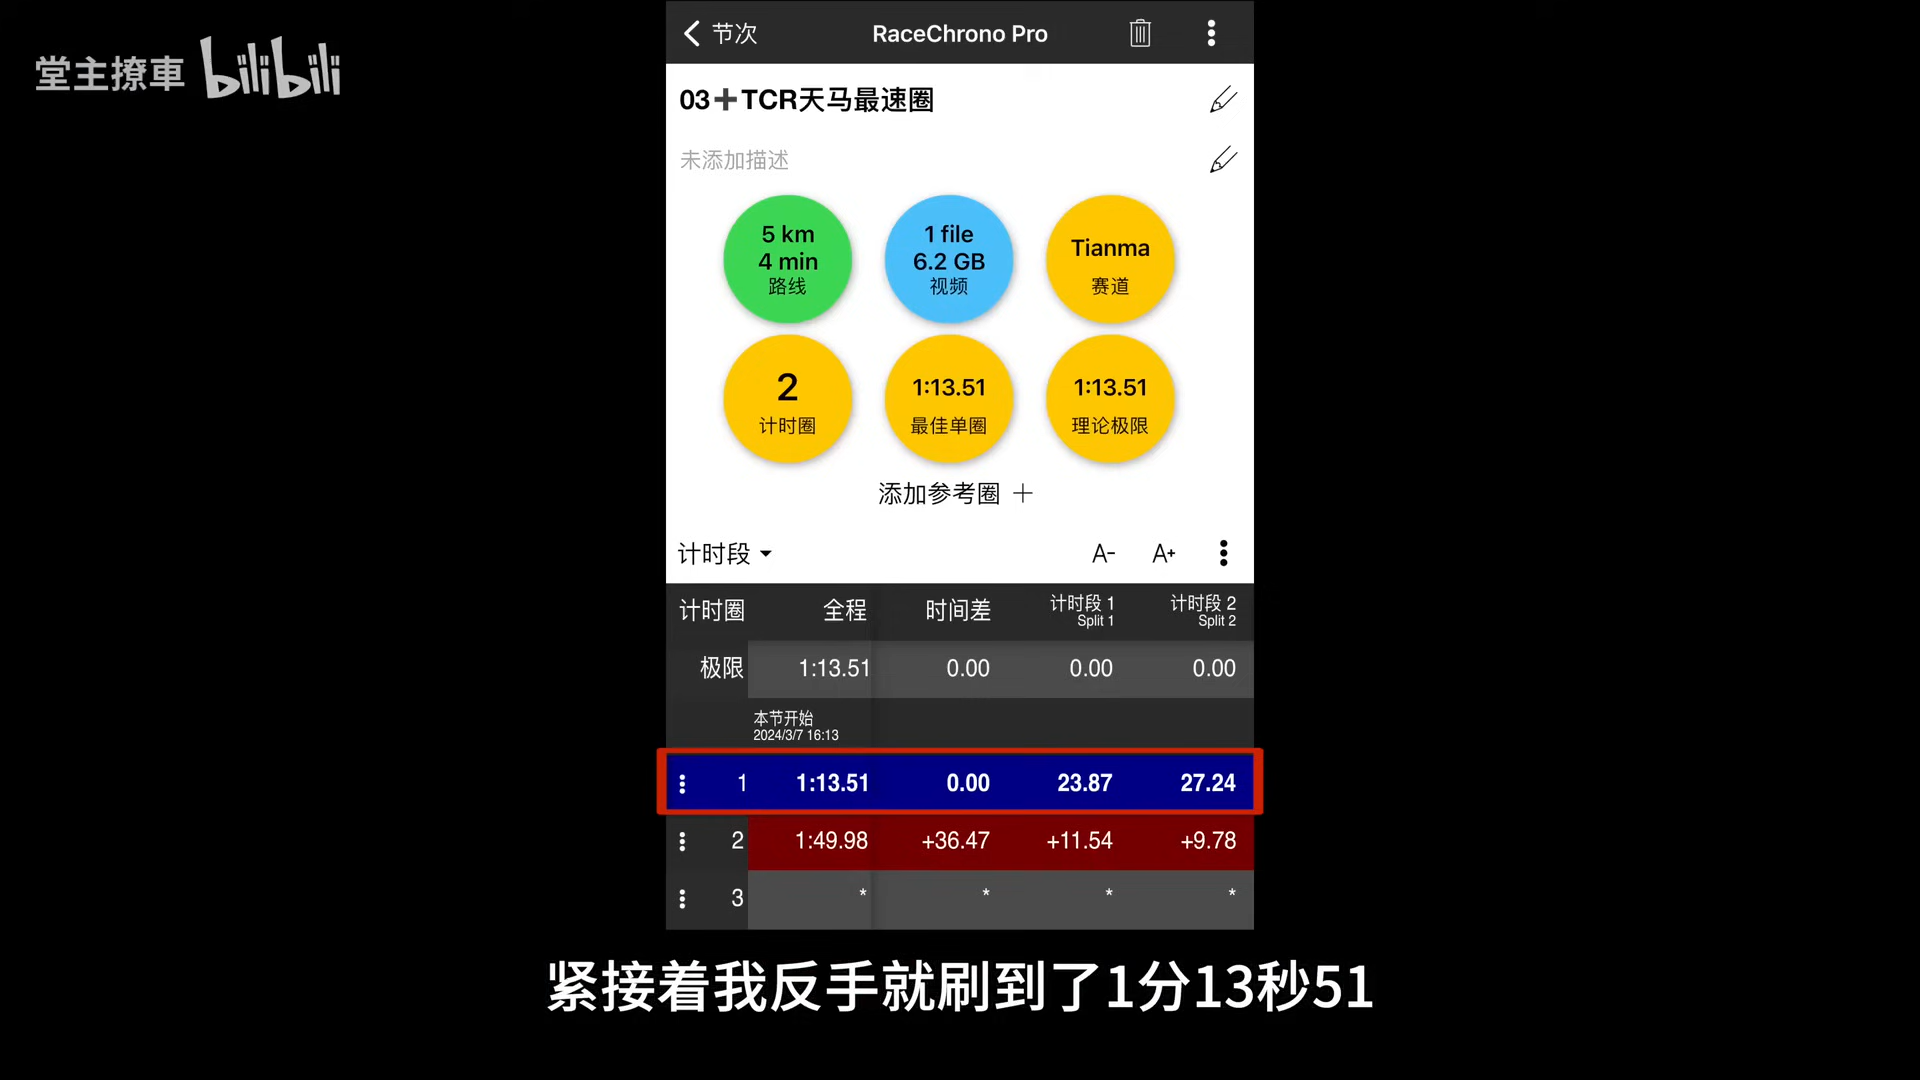 堂主撩車 bilibili
节次 RaceChrono Pro
03➕TCR天马最速圈
未添加描述
5 km
4 min
路线
1 file
6.2 GB
视频
Tianma
赛道
2
计时圈
1:13.51
最佳单圈
1:13.51
理论极限
添加参考圈 +
计时段 A- A+
计时圈 全程 时间差 计时段 1 Split 1 计时段 2 Split 2
极限 1:13.51 0.00 0.00 0.00
本节开始
2024/3/7 16:13
1 1:13.51 0.00 23.87 27.24
2 1:49.98 +36.47 +11.54 +9.78
3 * * * *
紧接着我反手就刷到了1分13秒51